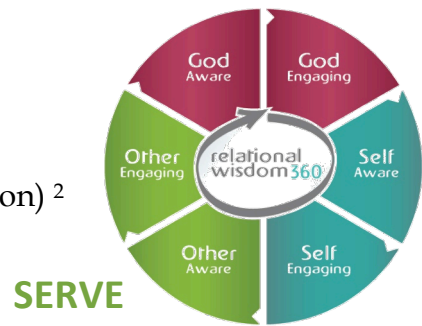 God
Aware
God
Engaging
Other
Engaging
relational
wisdom360
Self
Aware
on) ²
Other
Aware
Self
Engaging
SERVE